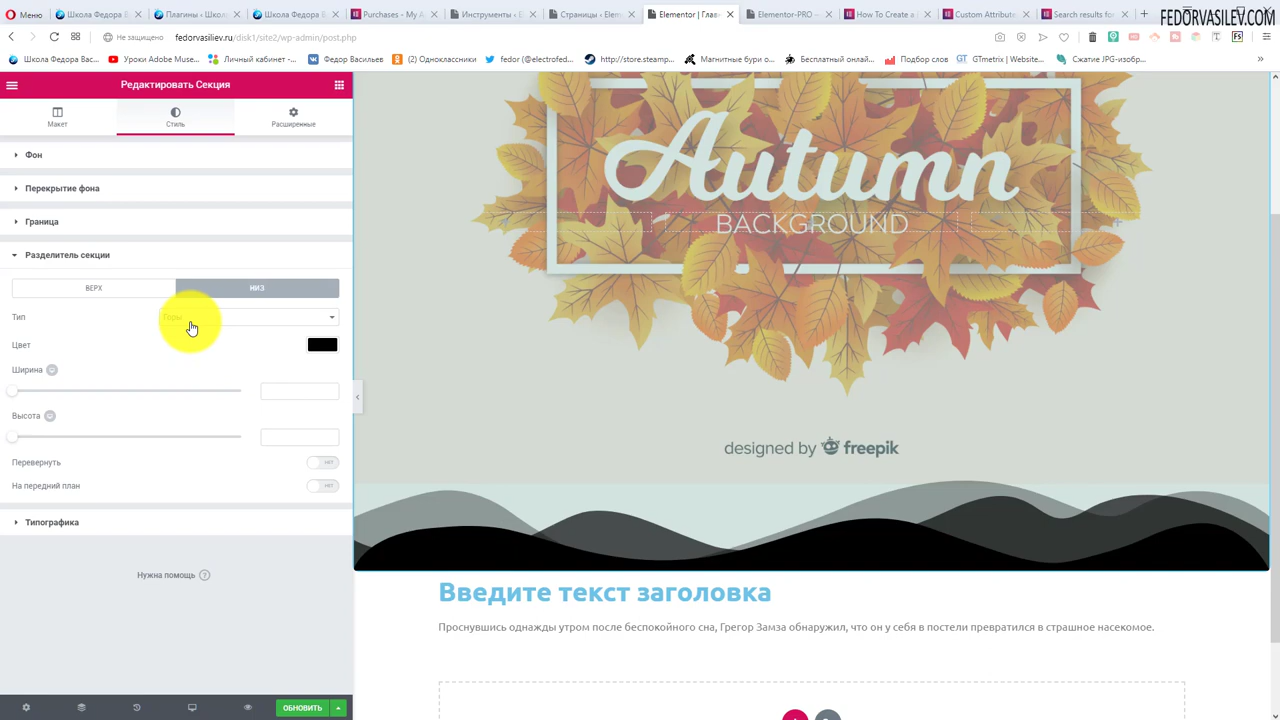 Меню
Школа Федора Вас
Плагины ‹ Школа
Школа Федора Вас
Purchases - My A
Инструменты ‹ E
Страницы ‹ Elem
Elementor | Глав
Elementor-PRO –
How To Create a
Custom Attribute
Search results for
FEDORVASILEV.COM
Не защищено
fedorvasiliev.ru/disk1/site2/wp-admin/post.php
Школа Федора Вас...
Уроки Adobe Muse...
Личный кабинет -...
Федор Васильев
(2) Одноклассники
fedor (@electrofed...
http://store.steamp...
Магнитные бури о...
Бесплатный онлай...
Подбор слов
GTmetrix | Website...
Сжатие JPG-изобр...
Редактировать Секция
Макет
Стиль
Расширенные
Фон
Перекрытие фона
Граница
Разделитель секции
ВЕРХ
НИЗ
Тип
Горы
Цвет
Ширина
Высота
Перевернуть
НЕТ
На передний план
НЕТ
Типографика
Нужна помощь ?
ОБНОВИТЬ
Autumn
BACKGROUND
designed by freepik
Введите текст заголовка
Проснувшись однажды утром после беспокойного сна, Грегор Замза обнаружил, что он у себя в постели превратился в страшное насекомое.